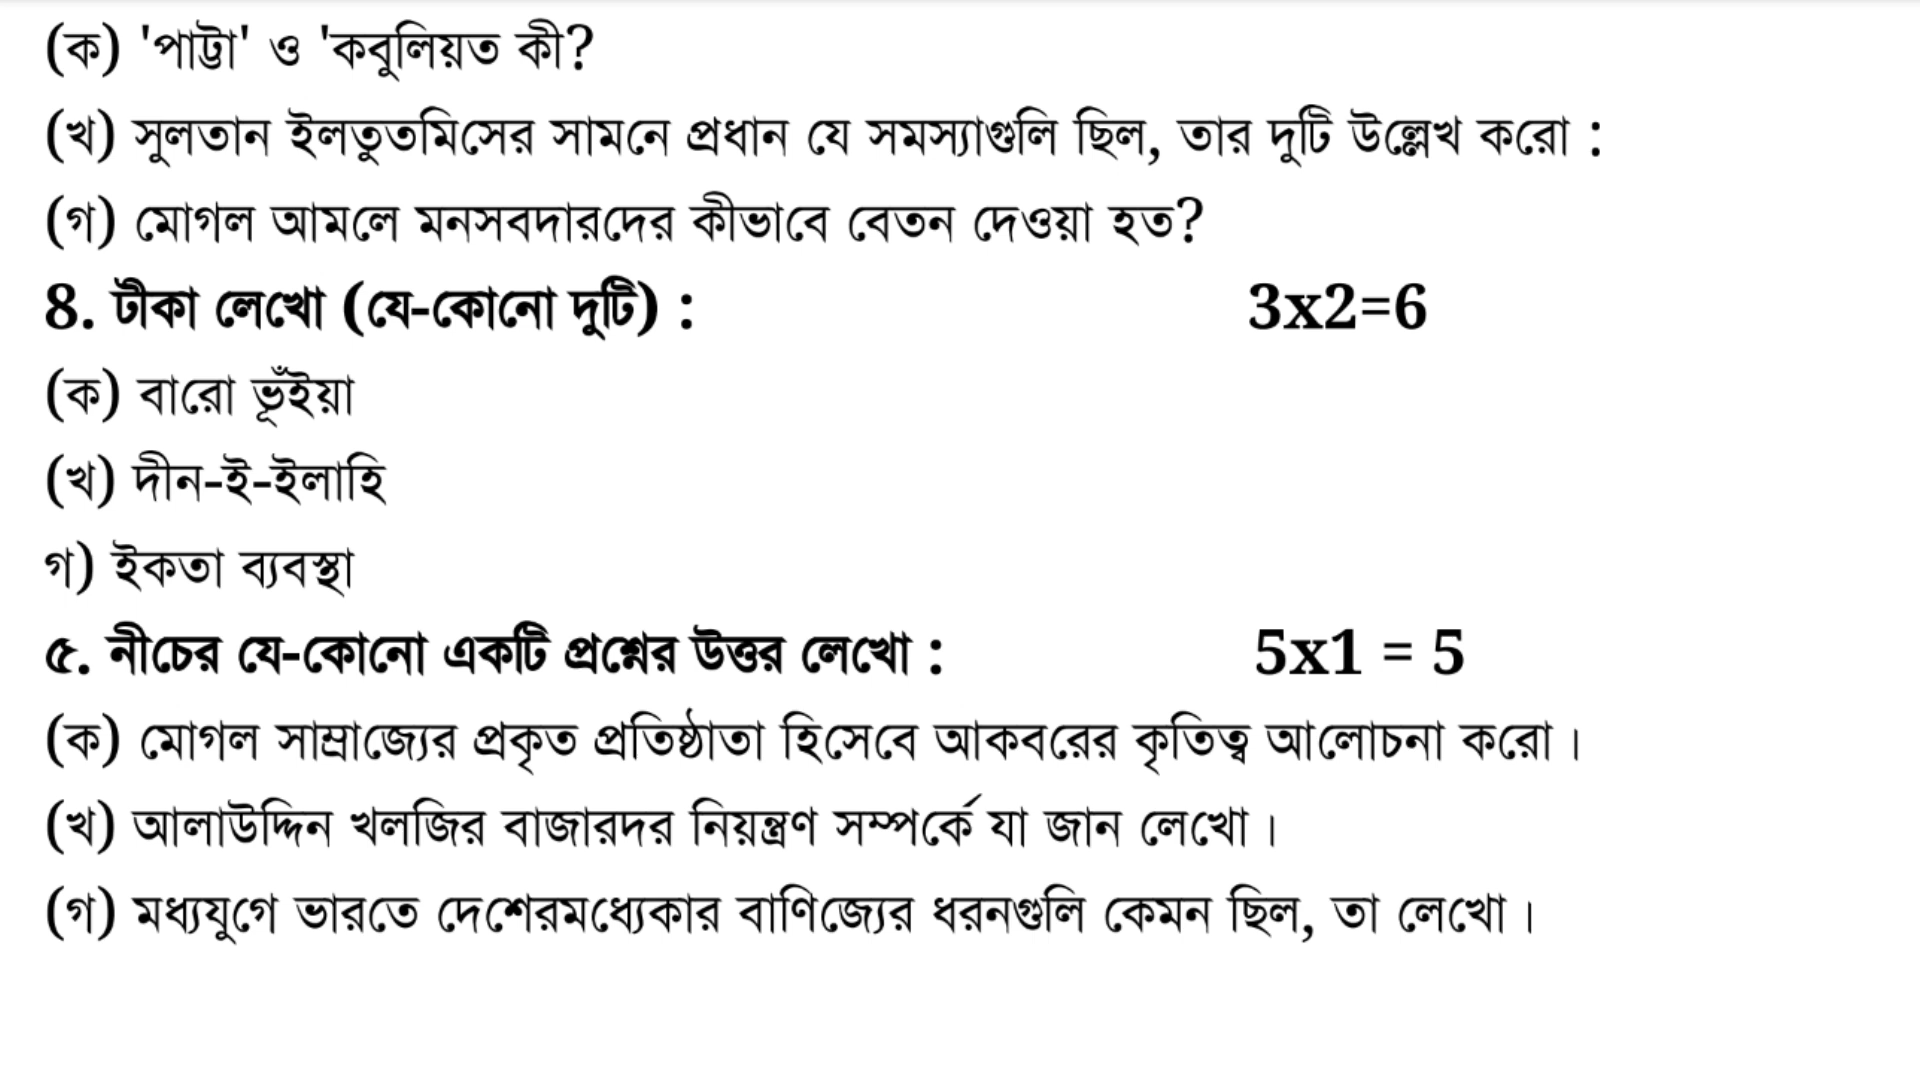 (ক) 'পাট্টা' ও 'কবুলিয়ত কী?
(খ) সুলতান ইলতুতমিসের সামনে প্রধান যে সমস্যাগুলি ছিল, তার দুটি উল্লেখ করো :
(গ) মোগল আমলে মনসবদারদের কীভাবে বেতন দেওয়া হত?
8. টীকা লেখো (যে-কোনো দুটি) : 3x2=6
(ক) বারো ভূঁইয়া
(খ) দীন-ই-ইলাহি
গ) ইকতা ব্যবস্থা
৫. নীচের যে-কোনো একটি প্রশ্নের উত্তর লেখো : 5x1 = 5
(ক) মোগল সাম্রাজ্যের প্রকৃত প্রতিষ্ঠাতা হিসেবে আকবরের কৃতিত্ব আলোচনা করো।
(খ) আলাউদ্দিন খলজির বাজারদর নিয়ন্ত্রণ সম্পর্কে যা জান লেখো।
(গ) মধ্যযুগে ভারতে দেশেরমধ্যেকার বাণিজ্যের ধরনগুলি কেমন ছিল, তা লেখো।